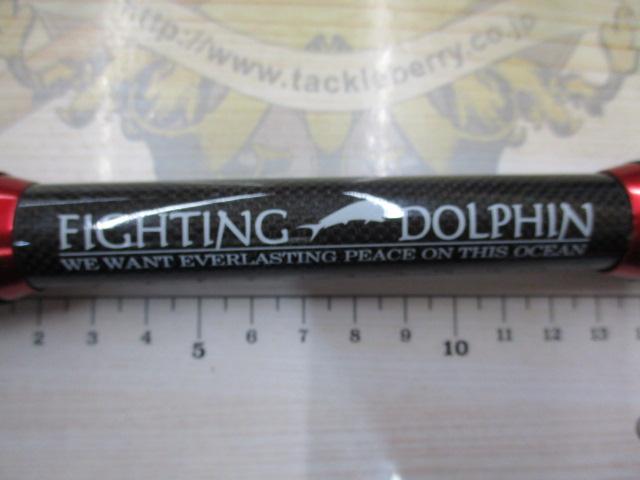 http://www.tackleberry.co.jp
FIGHTING DOLPHIN
WE WANT EVERLASTING PEACE ON THIS OCEAN
2 3 4 5 6 7 8 9 10 11 12 13